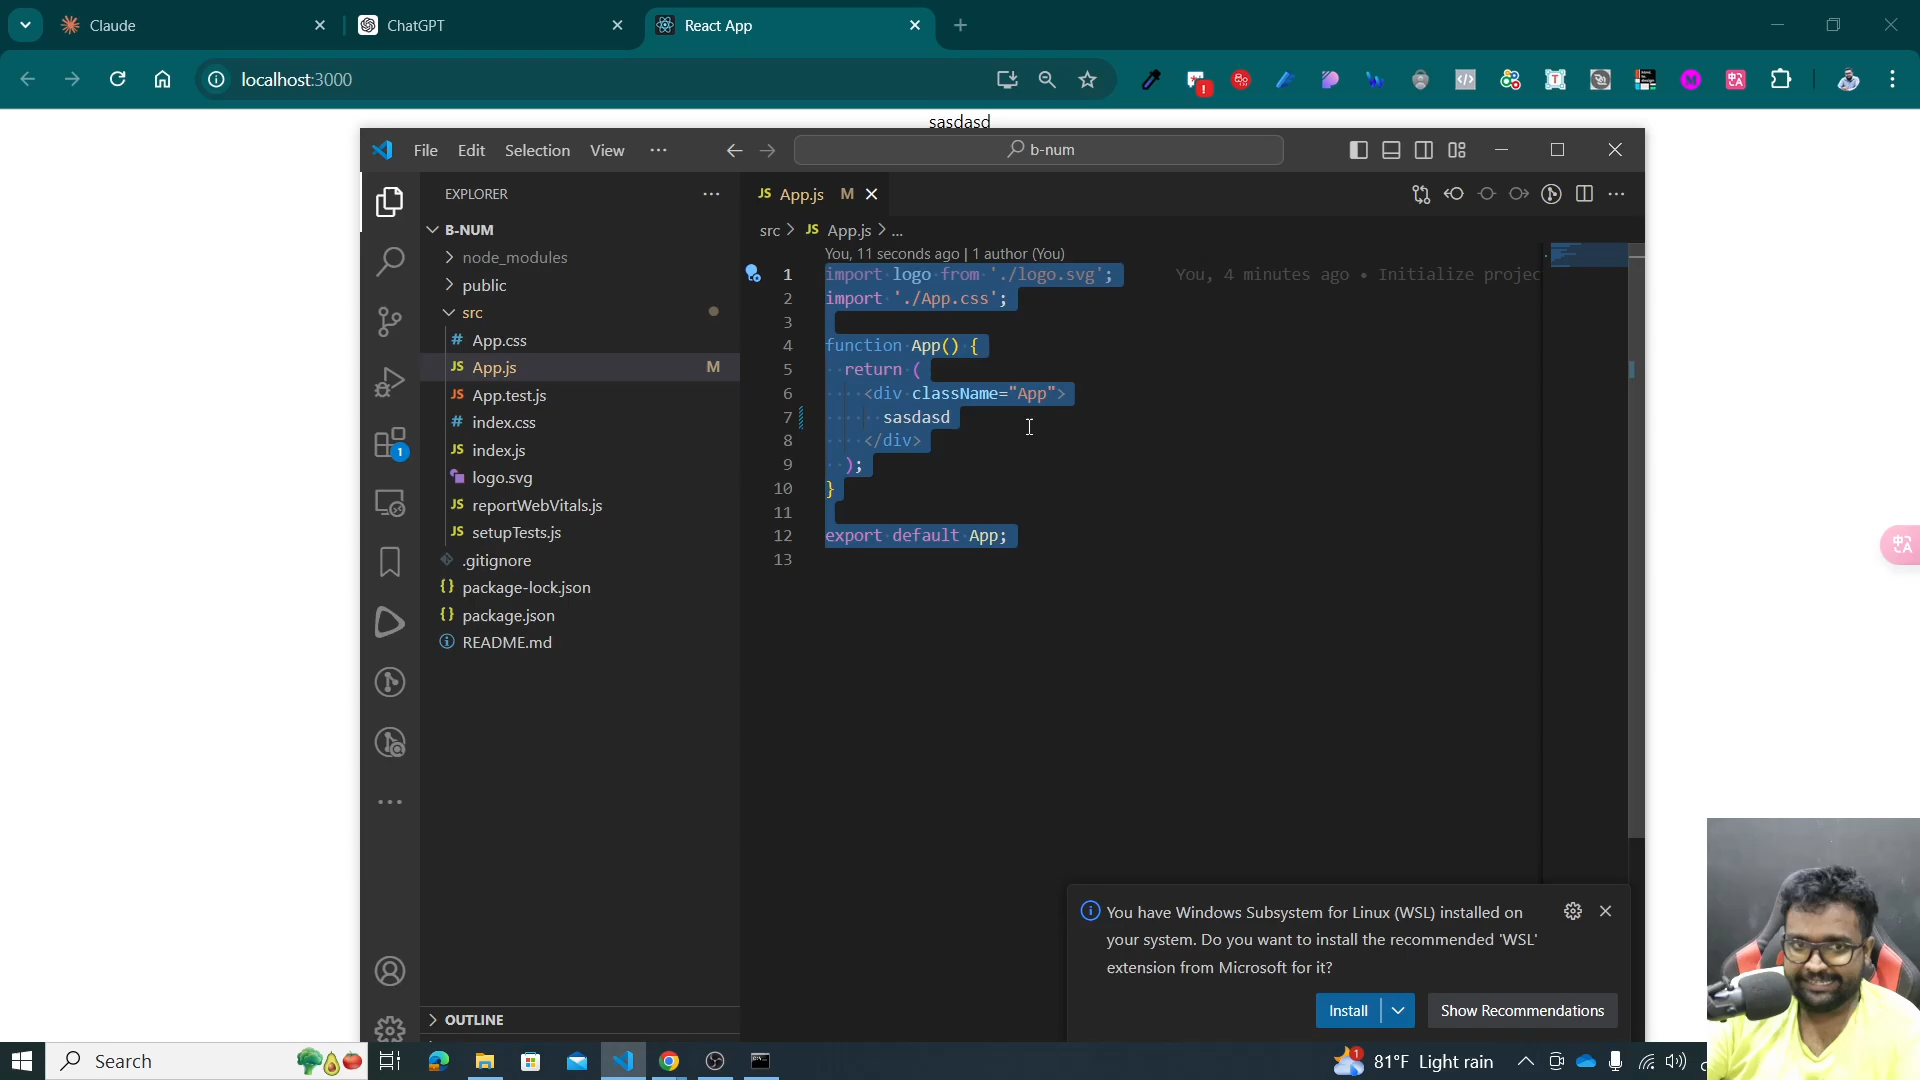 Claude
ChatGPT
React App
localhost:3000
sasdasd
File Edit Selection View ···
b-num
EXPLORER
App.js M
B-NUM
src > JS App.js > ...
node_modules
You, 11 seconds ago | 1 author (You)
public
1 import logo from './logo.svg'; You, 4 minutes ago • Initialize projec
src
2 import './App.css';
3
App.css
4 function App() {
App.js M
5 return (
App.test.js
6 <div className="App">
index.css
7 sasdasd
index.js
8 </div>
logo.svg
9 );
reportWebVitals.js
10 }
setupTests.js
11
.gitignore
12 export default App;
package-lock.json
13
package.json
README.md
1
You have Windows Subsystem for Linux (WSL) installed on
your system. Do you want to install the recommended 'WSL'
extension from Microsoft for it?
Install
Show Recommendations
OUTLINE
Search
81°F Light rain